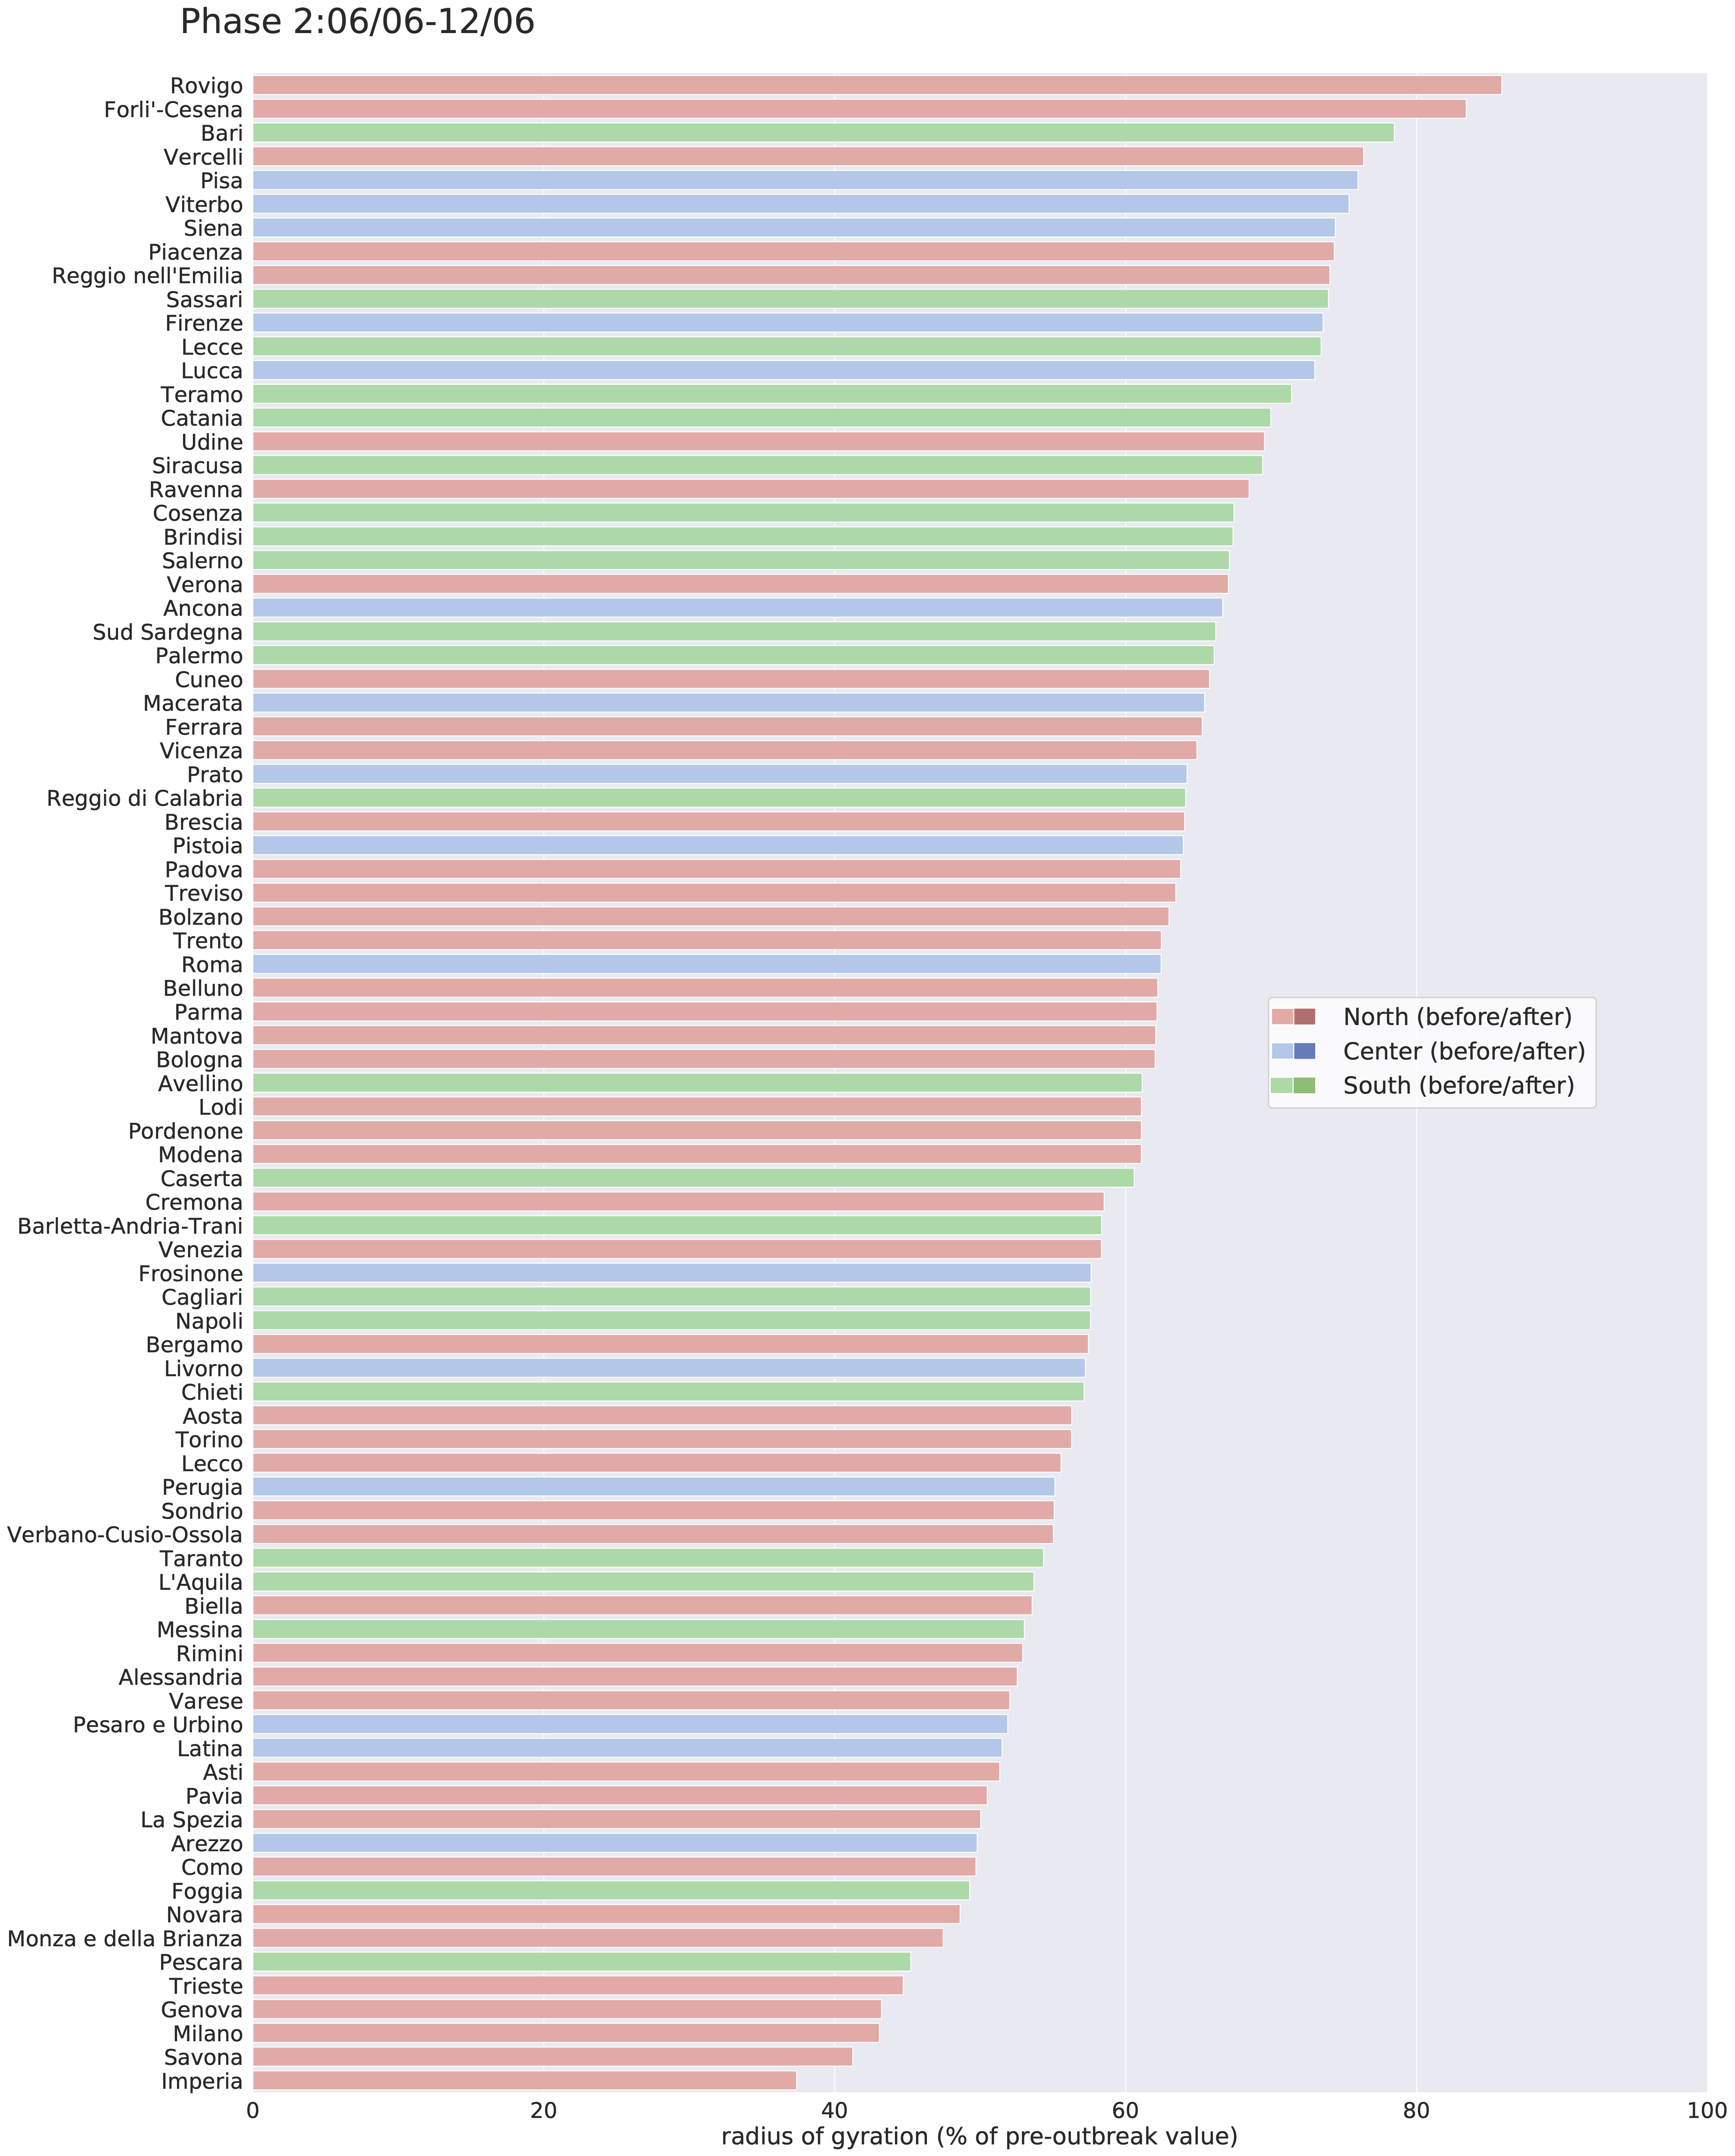 Phase 2:06/06-12/06
Rovigo
Forli'-Cesena
Bari
Vercelli
Pisa
Viterbo
Siena
Piacenza
Reggio nell'Emilia
Sassari
Firenze
Lecce
Lucca
Teramo
Catania
Udine
Siracusa
Ravenna
Cosenza
Brindisi
Salerno
Verona
Ancona
Sud Sardegna
Palermo
Cuneo
Macerata
Ferrara
Vicenza
Prato
Reggio di Calabria
Brescia
Pistoia
Padova
Treviso
Bolzano
Trento
Roma
Belluno
Parma
Mantova
Bologna
Avellino
Lodi
Pordenone
Modena
Caserta
Cremona
Barletta-Andria-Trani
Venezia
Frosinone
Cagliari
Napoli
Bergamo
Livorno
Chieti
Aosta
Torino
Lecco
Perugia
Sondrio
Verbano-Cusio-Ossola
Taranto
L'Aquila
Biella
Messina
Rimini
Alessandria
Varese
Pesaro e Urbino
Latina
Asti
Pavia
La Spezia
Arezzo
Como
Foggia
Novara
Monza e della Brianza
Pescara
Trieste
Genova
Milano
Savona
Imperia
North (before/after)
Center (before/after)
South (before/after)
0 20 40 60 80 100
radius of gyration (% of pre-outbreak value)